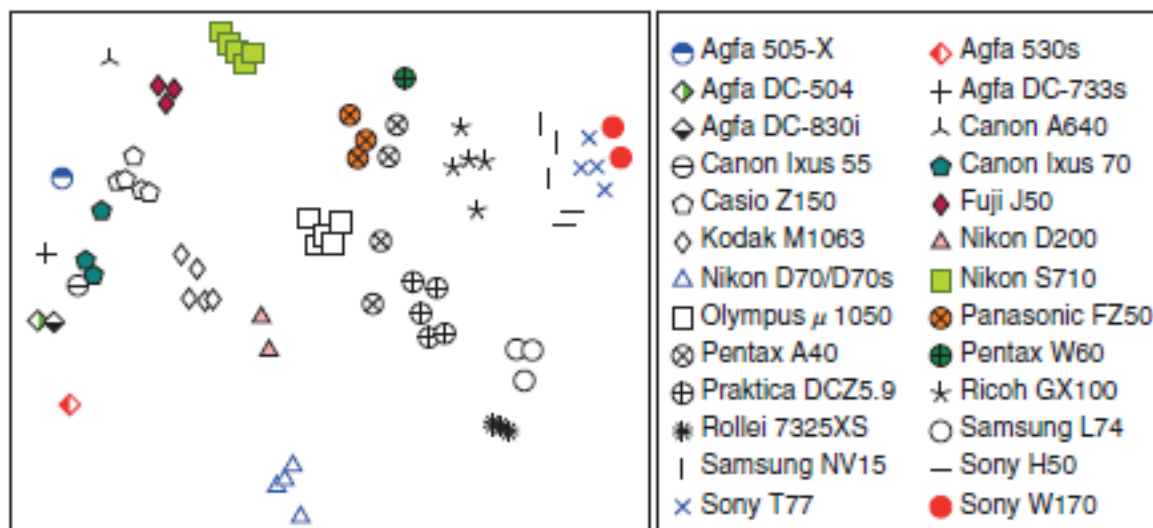 Agfa 505-X Agfa 530s
Agfa DC-504 Agfa DC-733s
Agfa DC-830i Canon A640
Canon Ixus 55 Canon Ixus 70
Casio Z150 Fuji J50
Kodak M1063 Nikon D200
Nikon D70/D70s Nikon S710
Olympus μ 1050 Panasonic FZ50
Pentax A40 Pentax W60
Praktica DCZ5.9 Ricoh GX100
Rollei 7325XS Samsung L74
Samsung NV15 Sony H50
Sony T77 Sony W170